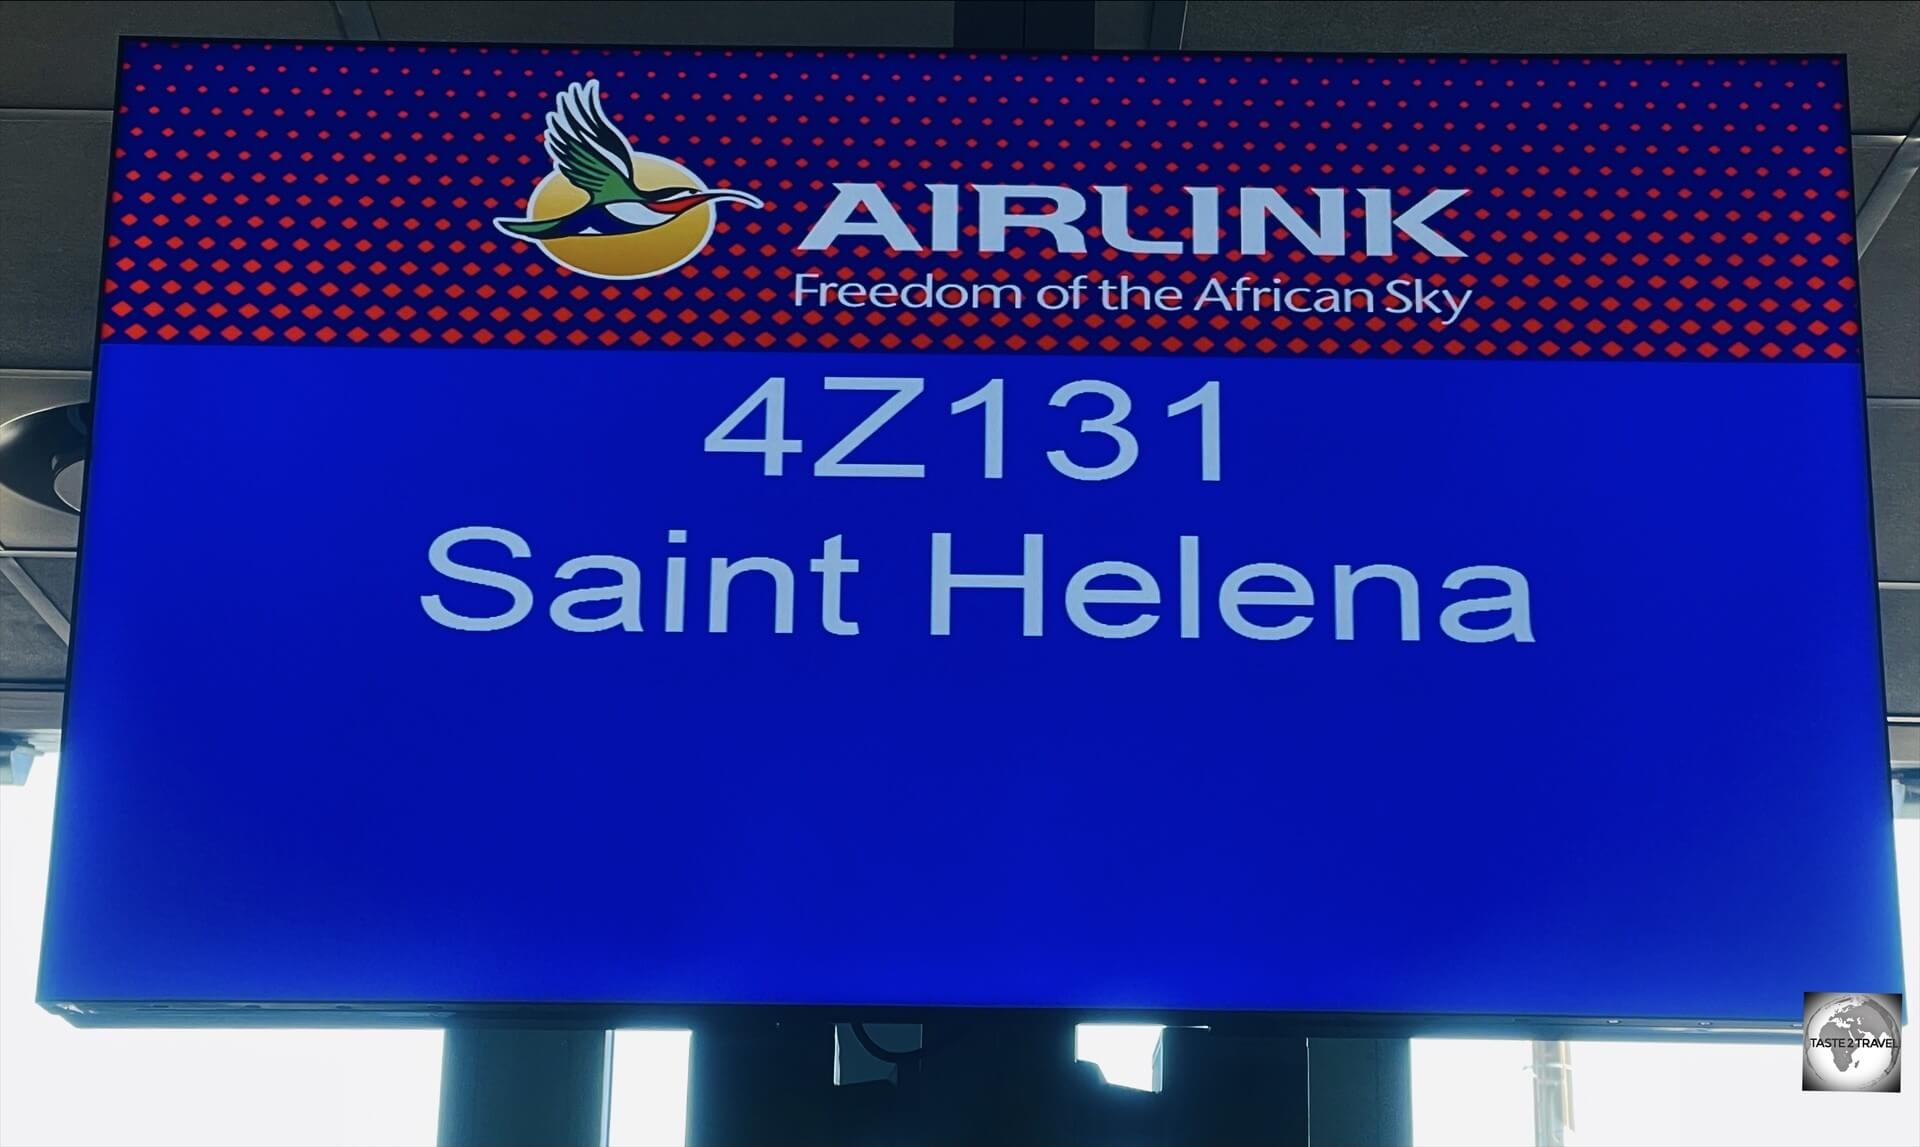 AIRLINK
Freedom of the African Sky
4Z131
Saint Helena
TASTE 2 TRAVEL